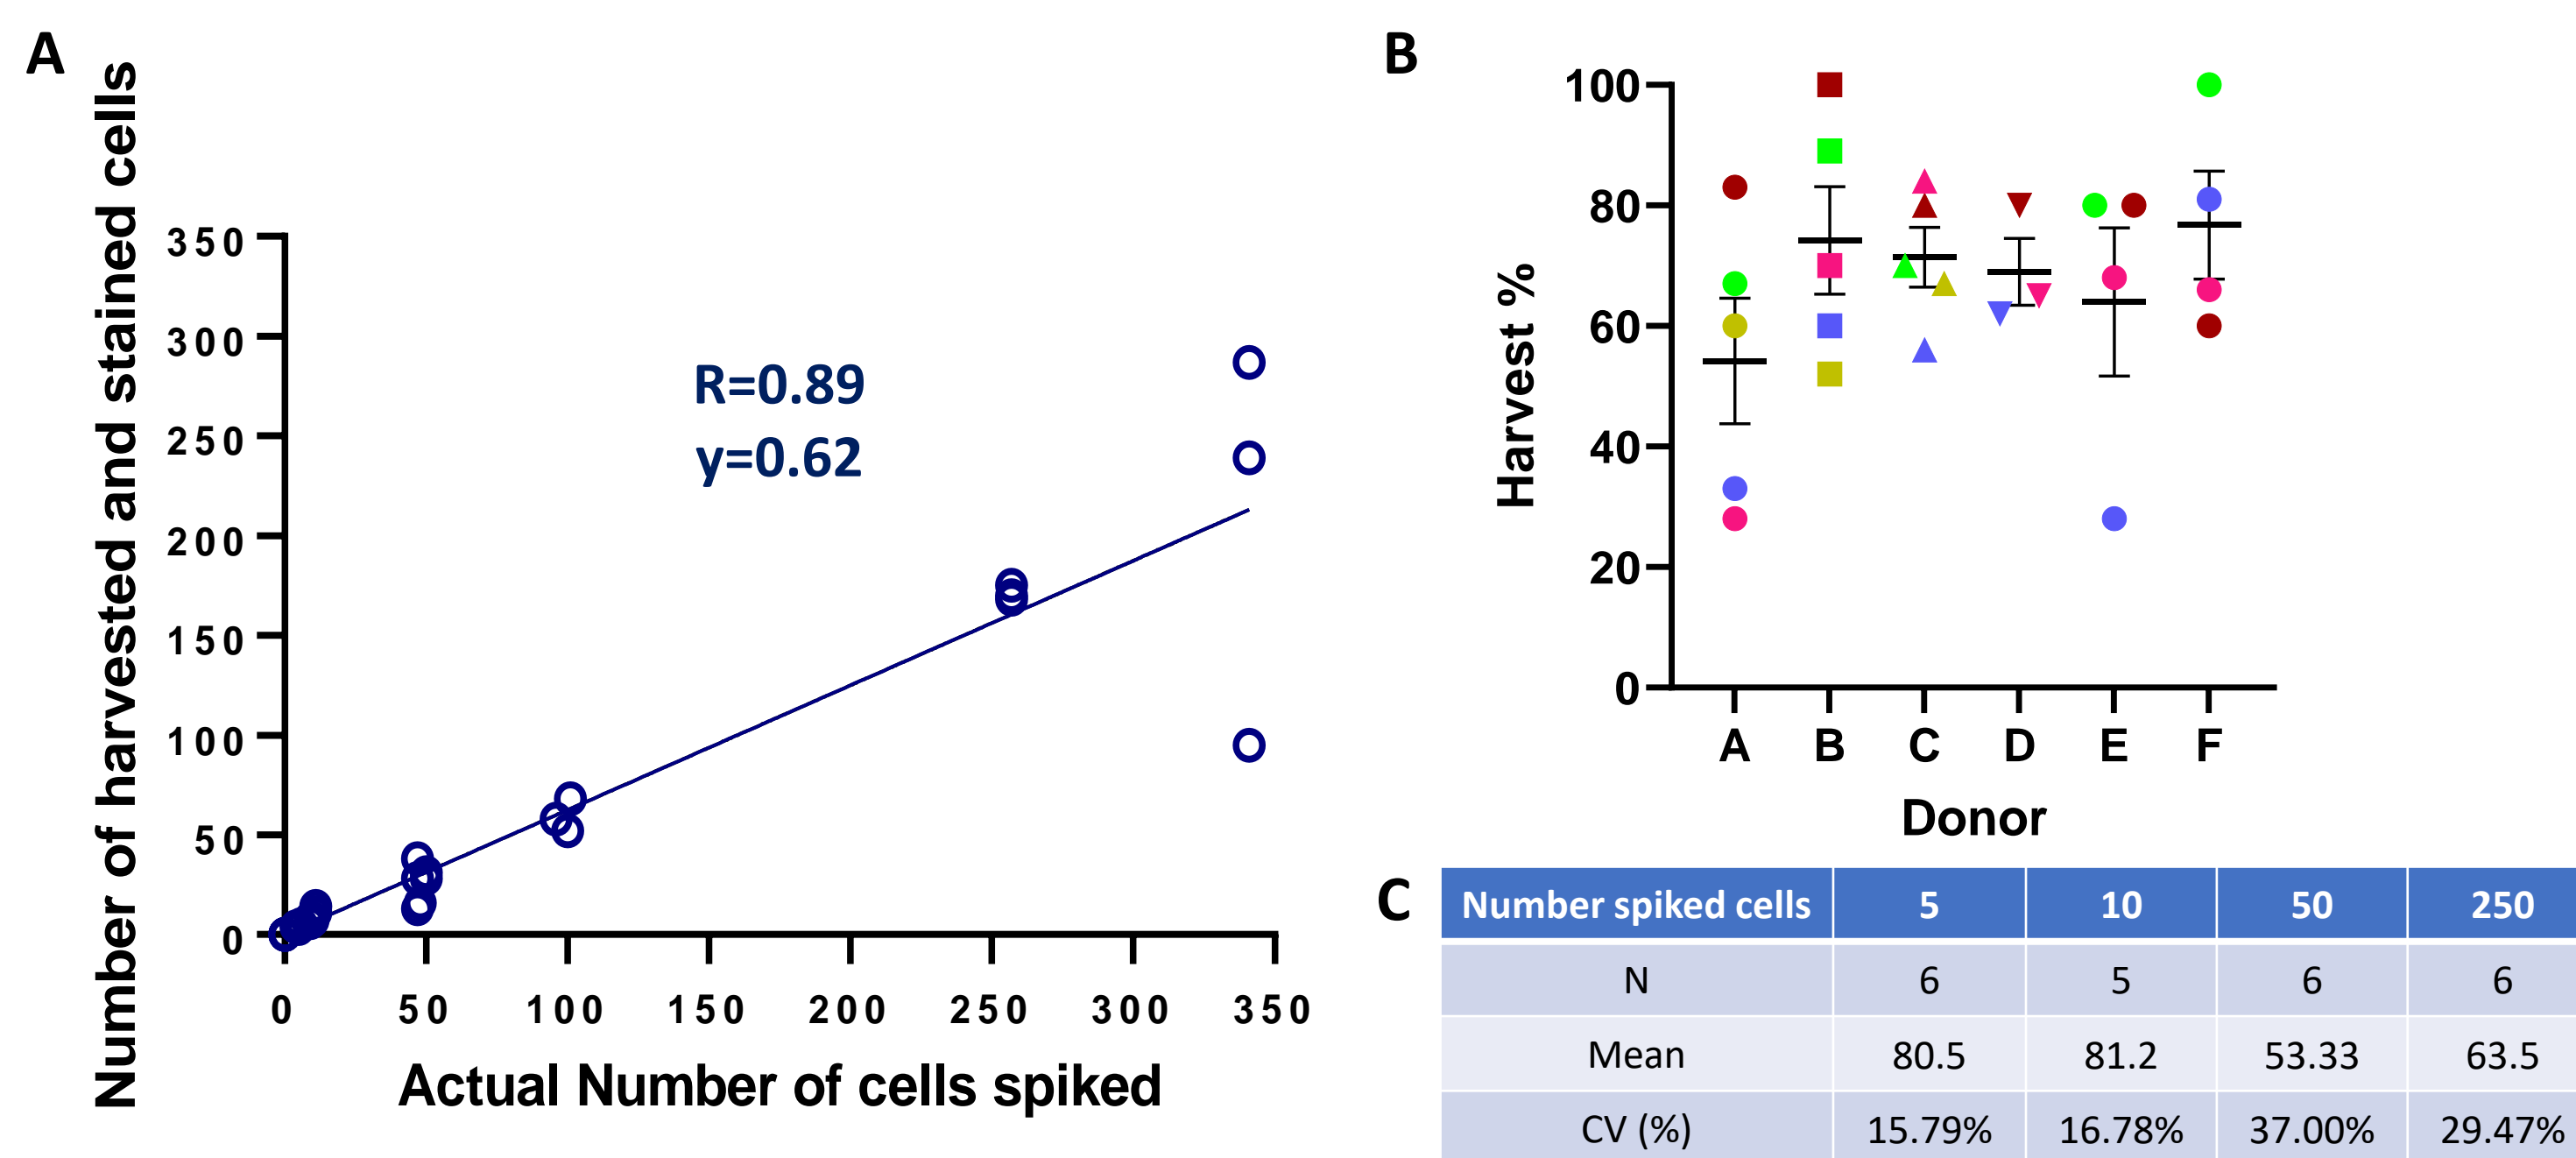 A
Number of harvested and stained cells
350
300
250
200
150
100
50
0
R=0.89
y=0.62
0 50 100 150 200 250 300 350
Actual Number of cells spiked
B
Harvest %
100
80
60
40
20
0
A B C D E F
Donor
C
Number spiked cells 5 10 50 250
N 6 5 6 6
Mean 80.5 81.2 53.33 63.5
CV (%) 15.79% 16.78% 37.00% 29.47%